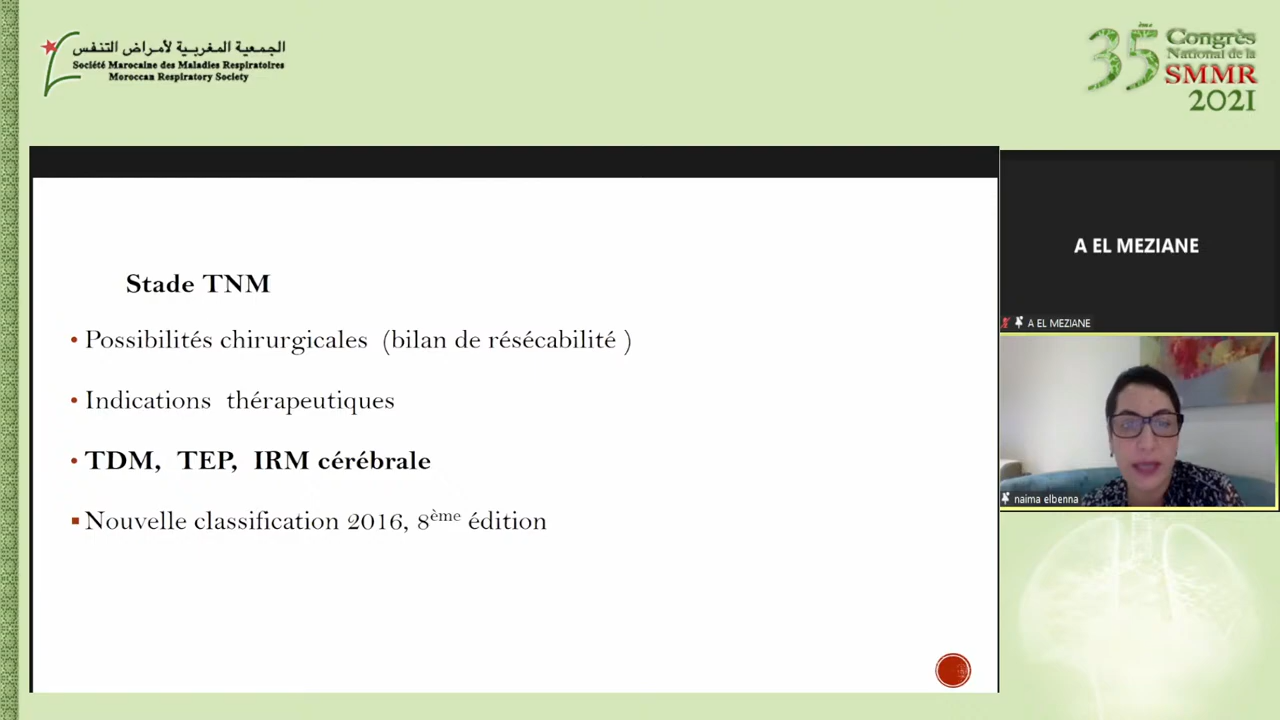 الجمعية المغربية لأمراض التنفس
Société Marocaine des Maladies Respiratoires
Moroccan Respiratory Society
35ème Congrès
National de la
SMMR
2021
Stade TNM
• Possibilités chirurgicales (bilan de résécabilité )
• Indications thérapeutiques
• TDM, TEP, IRM cérébrale
▪ Nouvelle classification 2016, 8ème édition
A EL MEZIANE
A EL MEZIANE
naima elbenna